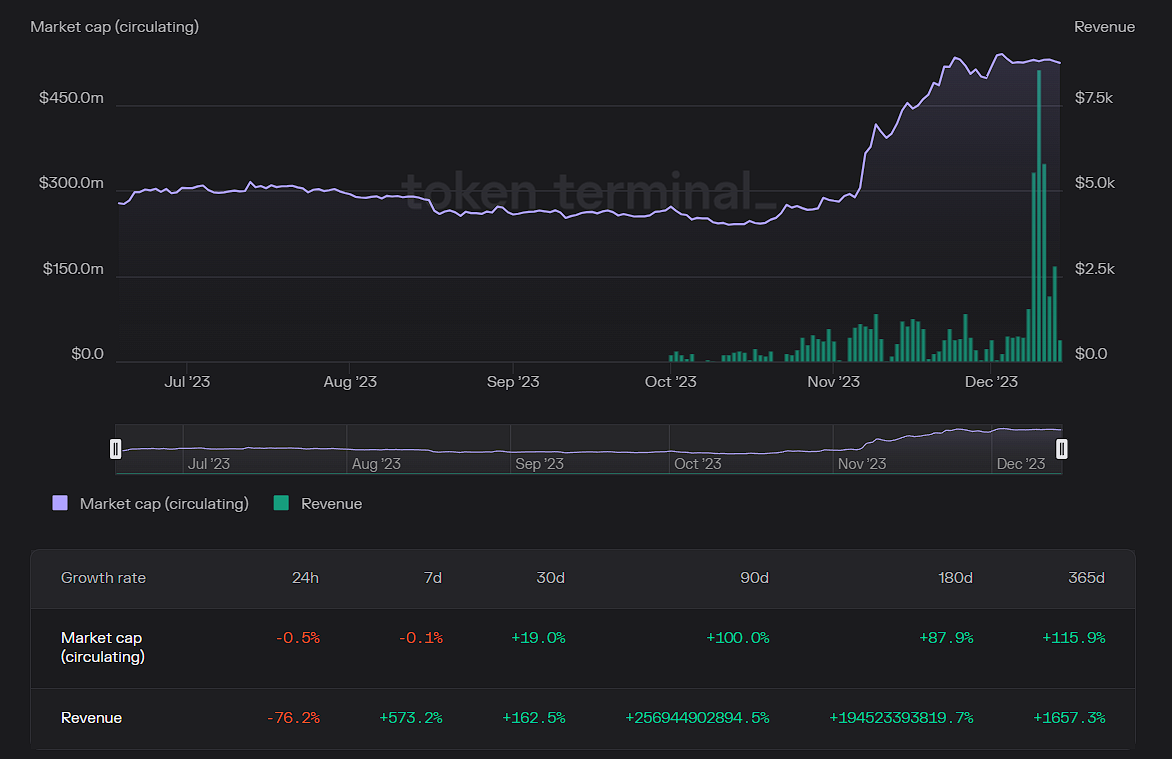 Market cap (circulating) Revenue
$450.0m $7.5k
$300.0m $5.0k
token terminal_
$150.0m $2.5k
$0.0 $0.0
Jul '23 Aug '23 Sep '23 Oct '23 Nov '23 Dec '23
Jul '23 Aug '23 Sep '23 Oct '23 Nov '23 Dec '23
Market cap (circulating) Revenue
Growth rate 24h 7d 30d 90d 180d 365d
Market cap
(circulating) -0.5% -0.1% +19.0% +100.0% +87.9% +115.9%
Revenue -76.2% +573.2% +162.5% +256944902894.5% +194523393819.7% +1657.3%